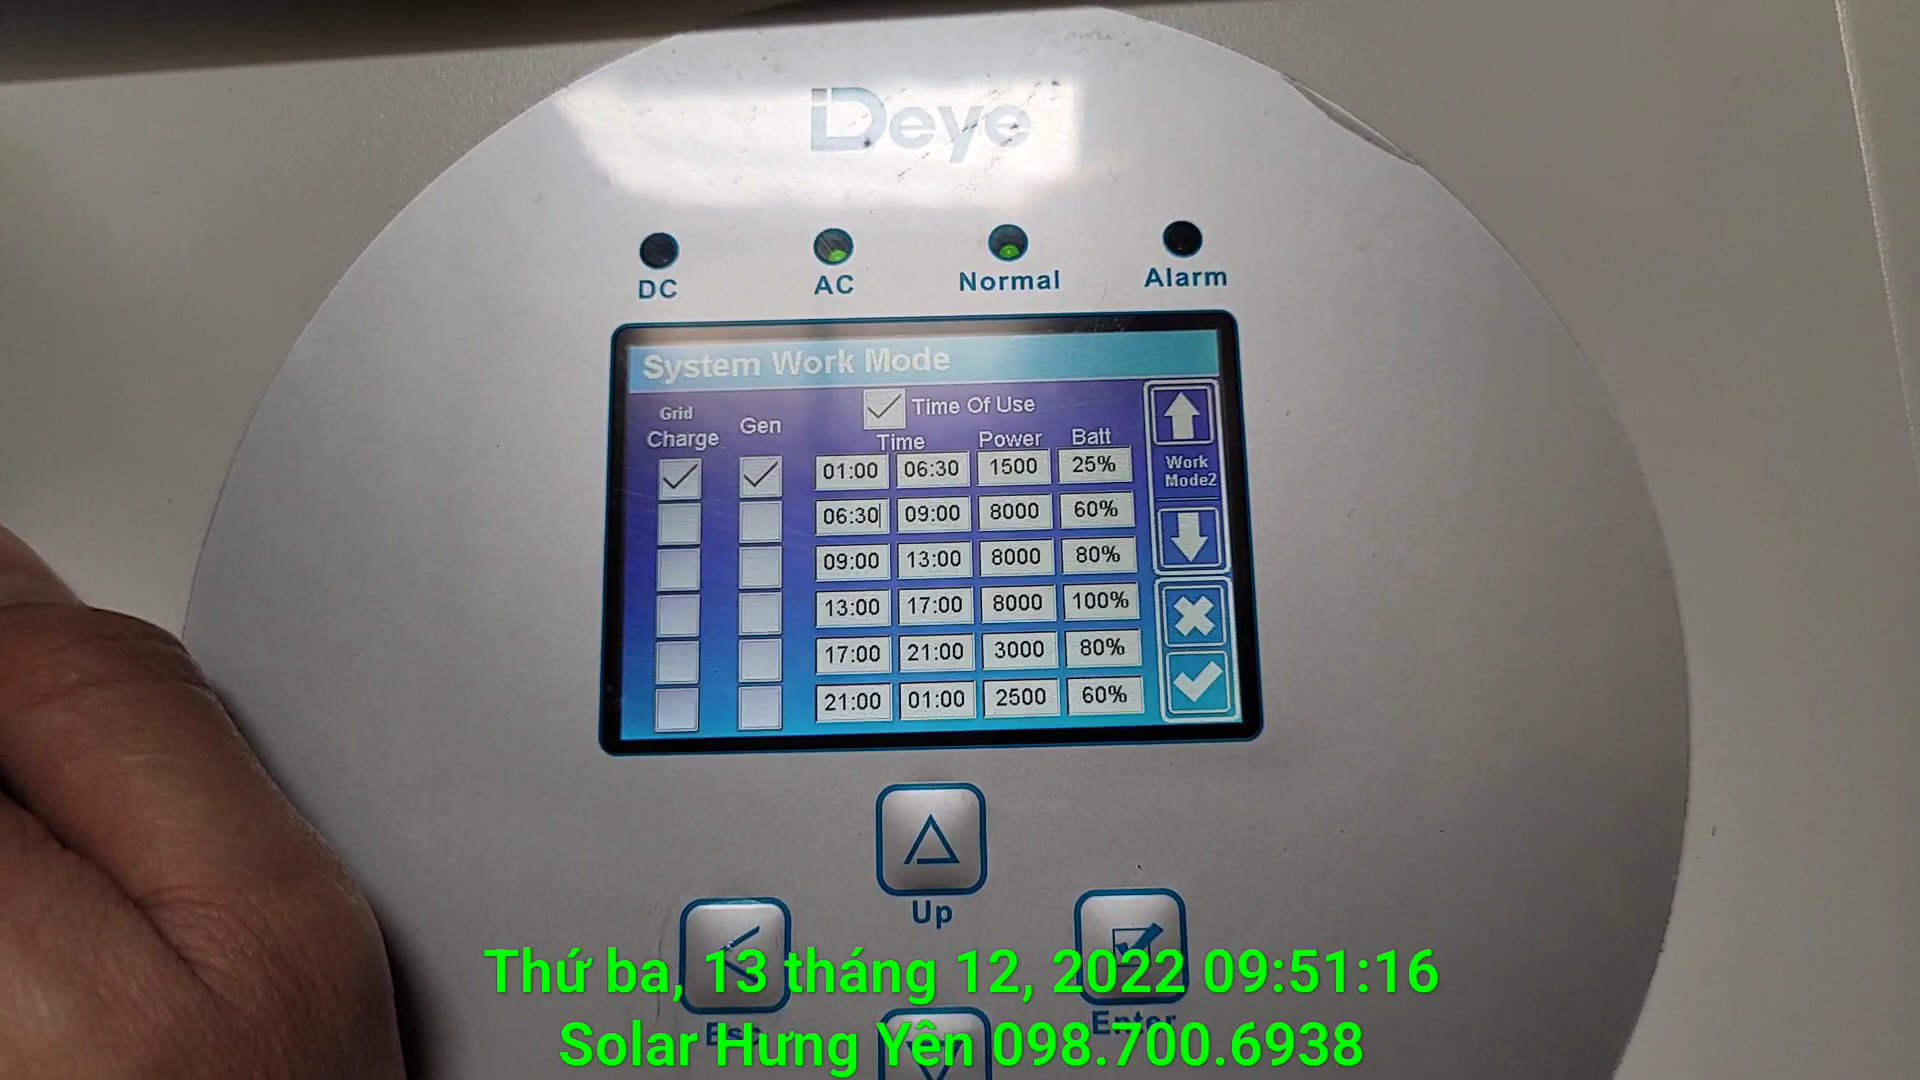 Deye
DC AC Normal Alarm
System Work Mode
Grid Charge Gen Time Of Use
Time Power Batt
01:00 06:30 1500 25%
06:30 09:00 8000 60%
09:00 13:00 8000 80%
13:00 17:00 8000 100%
17:00 21:00 3000 80%
21:00 01:00 2500 60%
Work Mode2
Up
Esc Enter
Thứ ba, 13 tháng 12, 2022 09:51:16
Solar Hưng Yên 098.700.6938